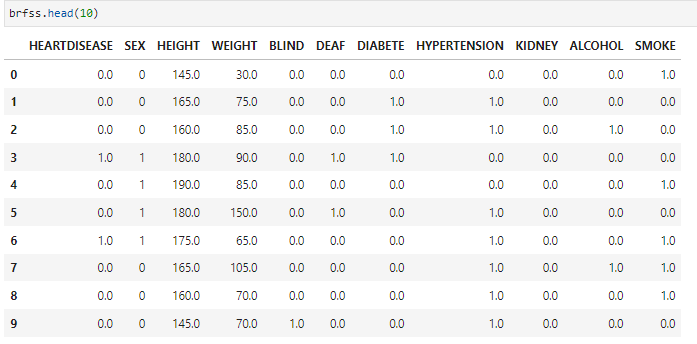 brfss.head(10)
HEARTDISEASE SEX HEIGHT WEIGHT BLIND DEAF DIABETE HYPERTENSION KIDNEY ALCOHOL SMOKE
0 0.0 0 145.0 30.0 0.0 0.0 0.0 0.0 0.0 0.0 1.0
1 0.0 0 165.0 75.0 0.0 0.0 1.0 1.0 0.0 0.0 0.0
2 0.0 0 160.0 85.0 0.0 0.0 1.0 1.0 0.0 1.0 0.0
3 1.0 1 180.0 90.0 0.0 1.0 1.0 0.0 0.0 0.0 0.0
4 0.0 1 190.0 85.0 0.0 0.0 0.0 0.0 0.0 0.0 1.0
5 0.0 1 180.0 150.0 0.0 1.0 0.0 1.0 0.0 0.0 0.0
6 1.0 1 175.0 65.0 0.0 0.0 0.0 1.0 0.0 0.0 1.0
7 0.0 0 165.0 105.0 0.0 0.0 0.0 1.0 0.0 1.0 1.0
8 0.0 0 160.0 70.0 0.0 0.0 0.0 1.0 0.0 0.0 1.0
9 0.0 0 145.0 70.0 1.0 0.0 0.0 1.0 0.0 0.0 0.0